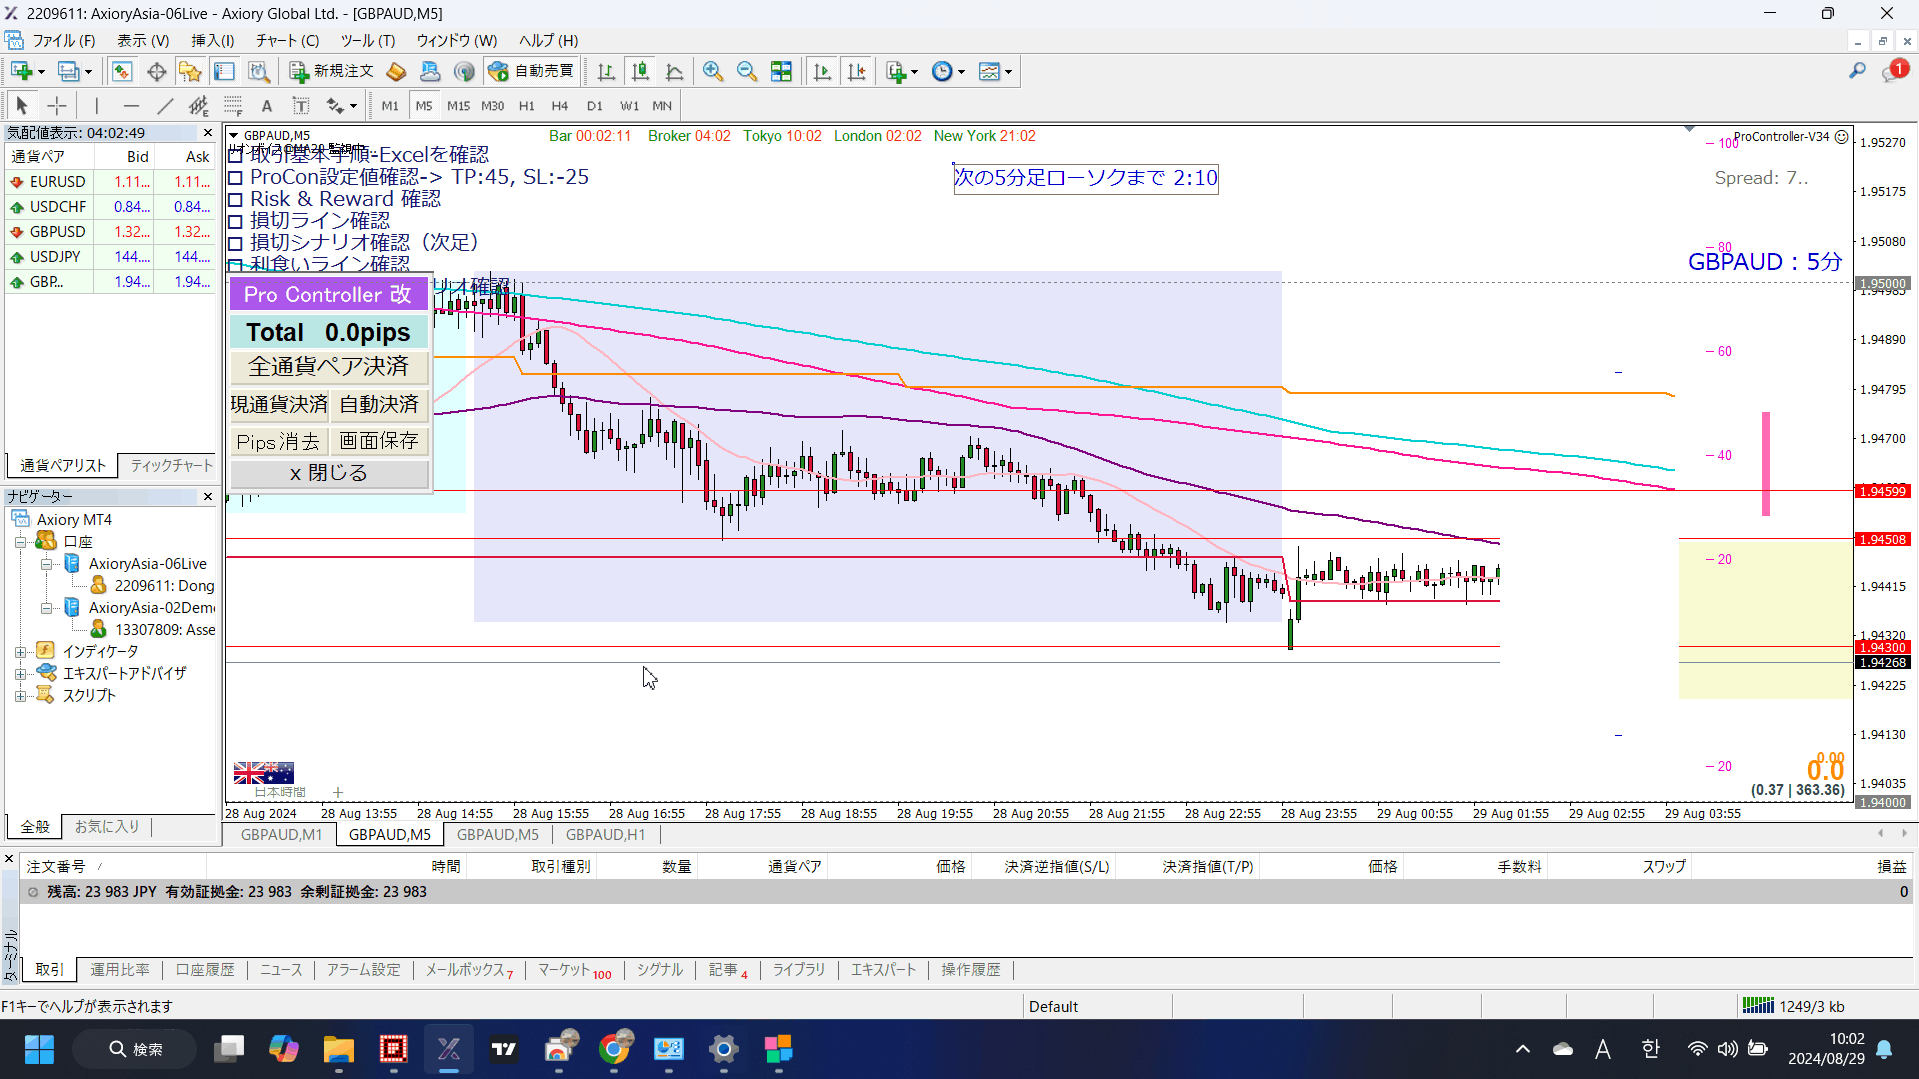 2209611: AxioryAsia-06Live - Axiory Global Ltd. - [GBPAUD,M5]
ファイル (F) 表示 (V) 挿入(I) チャート (C) ツール (T) ウィンドウ (W) ヘルプ (H)
新規注文 自動売買 1
M1 M5 M15 M30 H1 H4 D1 W1 MN
気配値表示: 04:02:49
通貨ペア Bid Ask
EURUSD 1.11... 1.11...
USDCHF 0.84... 0.84...
GBPUSD 1.32... 1.32...
USDJPY 144.... 144....
GBP... 1.94... 1.94...
通貨ペアリスト ティックチャート
ナビゲーター
Axiory MT4
口座
AxioryAsia-06Live
2209611: Dong
AxioryAsia-02Demo
13307809: Asse
インディケータ
エキスパートアドバイザ
スクリプト
全般 お気に入り
GBPAUD,M5 Bar 00:02:11 Broker 04:02 Tokyo 10:02 London 02:02 New York 21:02 ProController-V34
取引基本手順-Excelを確認
ProCon設定値確認-> TP:45, SL:-25
Risk & Reward 確認
損切ライン確認
損切シナリオ確認（次足）
利食いライン確認
リオ確認
次の5分足ローソクまで 2:10
Spread: 7..
GBPAUD：5分
Pro Controller 改
Total 0.0pips
全通貨ペア決済
現通貨決済 自動決済
Pips消去 画面保存
x 閉じる
100
80
60
40
20
20
1.95270
1.95175
1.95080
1.95000
1.94985
1.94890
1.94795
1.94700
1.94599
1.94508
1.94415
1.94320
1.94300
1.94268
1.94225
1.94130
1.94035
1.94000
0.00
0.0
(0.37 | 363.36)
日本時間
28 Aug 2024 28 Aug 13:55 28 Aug 14:55 28 Aug 15:55 28 Aug 16:55 28 Aug 17:55 28 Aug 18:55 28 Aug 19:55 28 Aug 20:55 28 Aug 21:55 28 Aug 22:55 28 Aug 23:55 29 Aug 00:55 29 Aug 01:55 29 Aug 02:55 29 Aug 03:55
GBPAUD,M1 GBPAUD,M5 GBPAUD,M5 GBPAUD,H1
注文番号 時間 取引種別 数量 通貨ペア 価格 決済逆指値(S/L) 決済指値(T/P) 価格 手数料 スワップ 損益
残高: 23 983 JPY 有効証拠金: 23 983 余剰証拠金: 23 983 0
ターミナル
取引 運用比率 口座履歴 ニュース アラーム設定 メールボックス 7 マーケット 100 シグナル 記事 4 ライブラリ エキスパート 操作履歴
F1キーでヘルプが表示されます Default 1249/3 kb
検索 A 한 10:02
2024/08/29